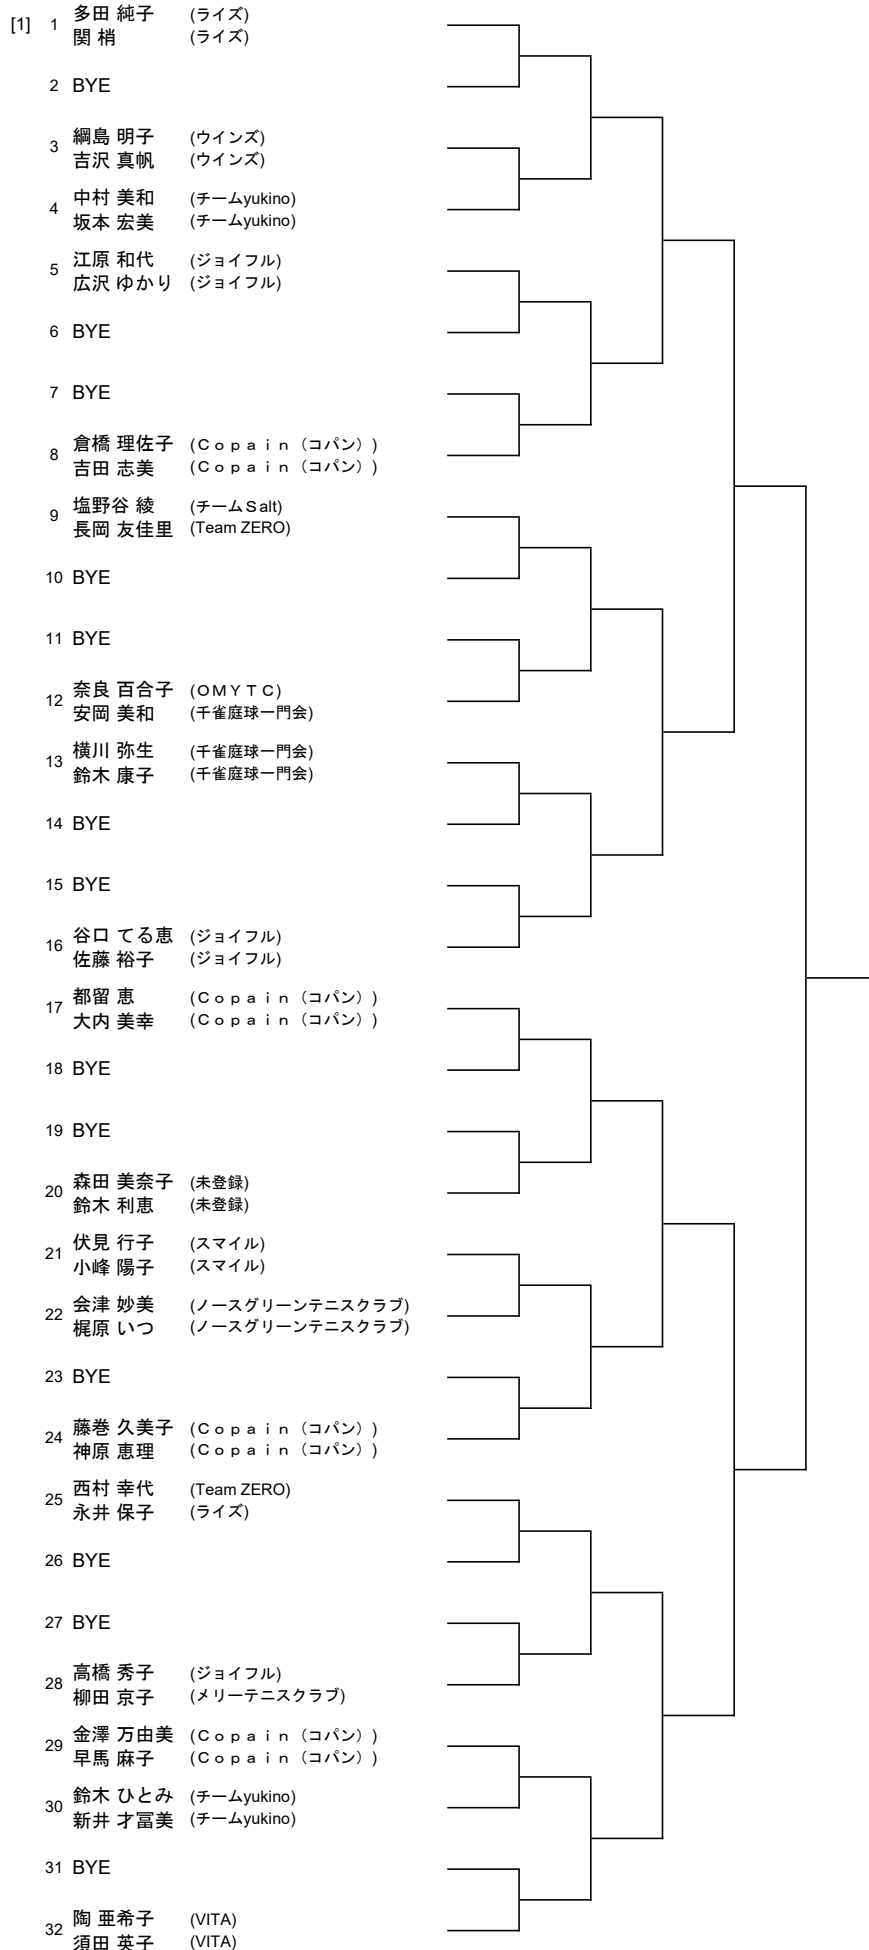 [1] 1 多田 純子 (ライズ)
関 梢 (ライズ)
2 BYE
3 綱島 明子 (ウインズ)
吉沢 真帆 (ウインズ)
4 中村 美和 (チームyukino)
坂本 宏美 (チームyukino)
5 江原 和代 (ジョイフル)
広沢 ゆかり (ジョイフル)
6 BYE
7 BYE
8 倉橋 理佐子 (Ｃｏｐａｉｎ（コパン）)
吉田 志美 (Ｃｏｐａｉｎ（コパン）)
9 塩野谷 綾 (チームＳalt)
長岡 友佳里 (Team ZERO)
10 BYE
11 BYE
12 奈良 百合子 (ＯＭＹＴＣ)
安岡 美和 (千雀庭球一門会)
13 横川 弥生 (千雀庭球一門会)
鈴木 康子 (千雀庭球一門会)
14 BYE
15 BYE
16 谷口 てる恵 (ジョイフル)
佐藤 裕子 (ジョイフル)
17 都留 恵 (Ｃｏｐａｉｎ（コパン）)
大内 美幸 (Ｃｏｐａｉｎ（コパン）)
18 BYE
19 BYE
20 森田 美奈子 (未登録)
鈴木 利恵 (未登録)
21 伏見 行子 (スマイル)
小峰 陽子 (スマイル)
22 会津 妙美 (ノースグリーンテニスクラブ)
梶原 いつ (ノースグリーンテニスクラブ)
23 BYE
24 藤巻 久美子 (Ｃｏｐａｉｎ（コパン）)
神原 恵理 (Ｃｏｐａｉｎ（コパン）)
25 西村 幸代 (Team ZERO)
永井 保子 (ライズ)
26 BYE
27 BYE
28 高橋 秀子 (ジョイフル)
柳田 京子 (メリーテニスクラブ)
29 金澤 万由美 (Ｃｏｐａｉｎ（コパン）)
早馬 麻子 (Ｃｏｐａｉｎ（コパン）)
30 鈴木 ひとみ (チームyukino)
新井 才冨美 (チームyukino)
31 BYE
32 陶 亜希子 (VITA)
須田 英子 (VITA)